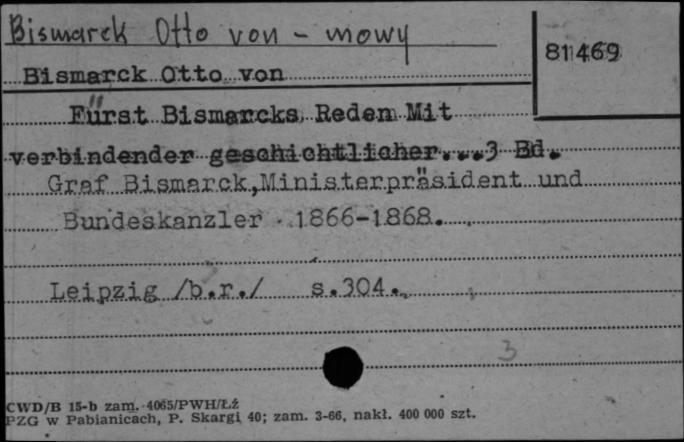 Bismarck Otto von - mowy
81469
Bismarck Otto von
Fürst Bismarcks Reden Mit
verbindender geschichtlicher...3 Bd.
Graf Bismarck,Ministerpräsident und
Bundeskanzler 1866-1868.
Leipzig /b.r./ s.304.
3
CWD/B 15-b zam. 4065/PWH/Łź
PZG w Pabianicach, P. Skargi 40; zam. 3-66, nakł. 400 000 szt.